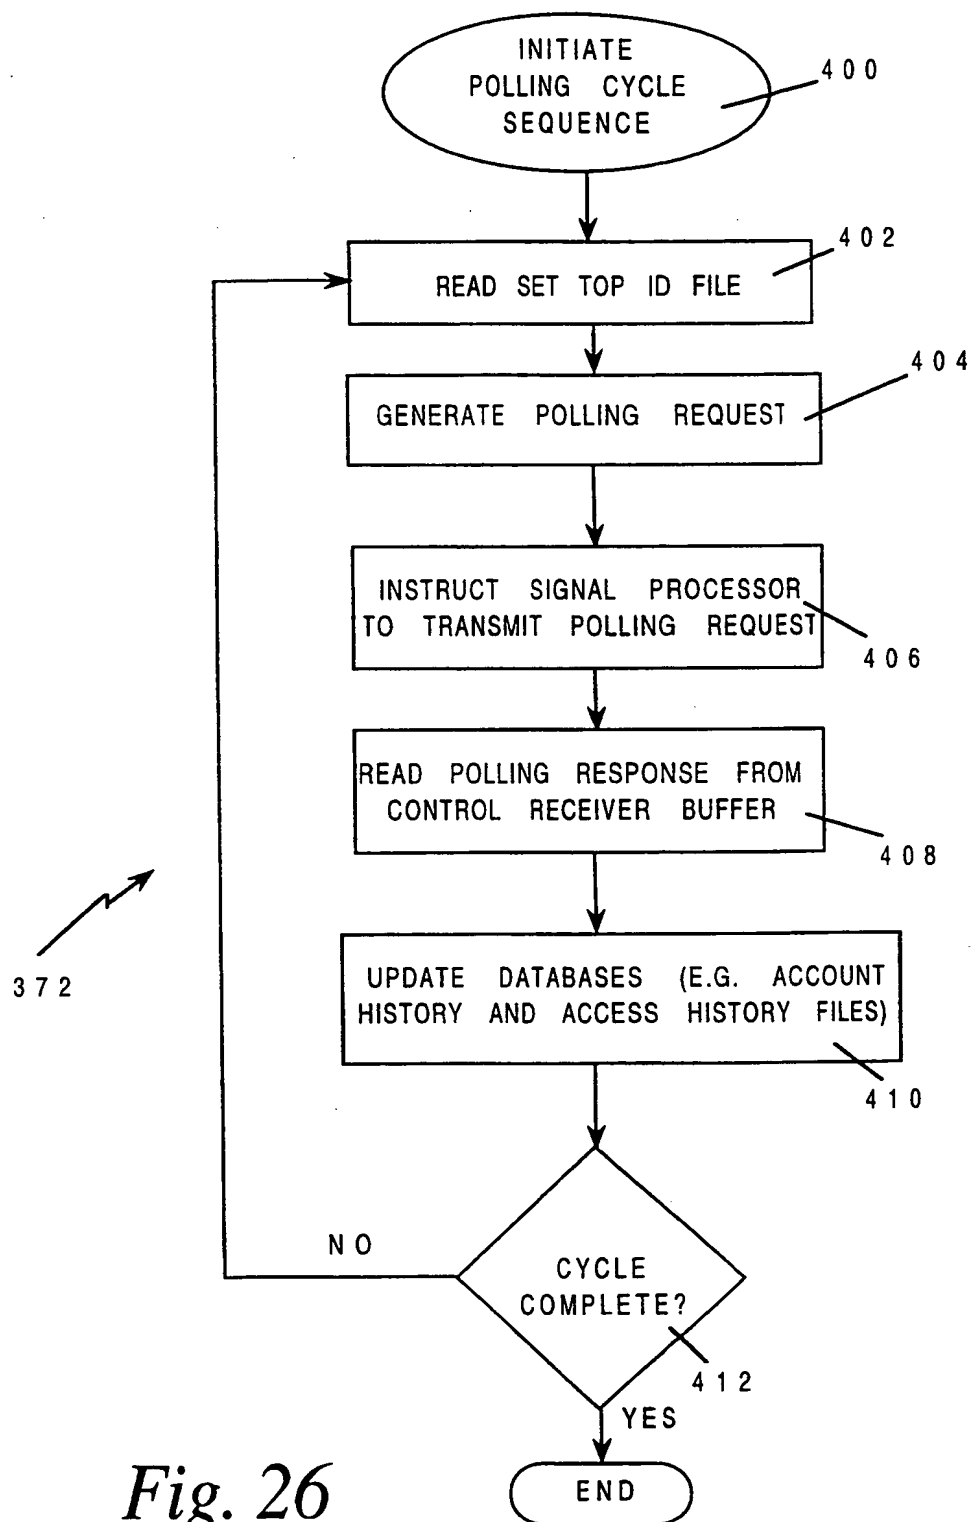 INITIATE
POLLING CYCLE
SEQUENCE
400
402
READ SET TOP ID FILE
404
GENERATE POLLING REQUEST
INSTRUCT SIGNAL PROCESSOR
TO TRANSMIT POLLING REQUEST
406
READ POLLING RESPONSE FROM
CONTROL RECEIVER BUFFER
408
372
UPDATE DATABASES (E.G. ACCOUNT
HISTORY AND ACCESS HISTORY FILES)
410
NO
CYCLE
COMPLETE?
412
YES
END
Fig. 26